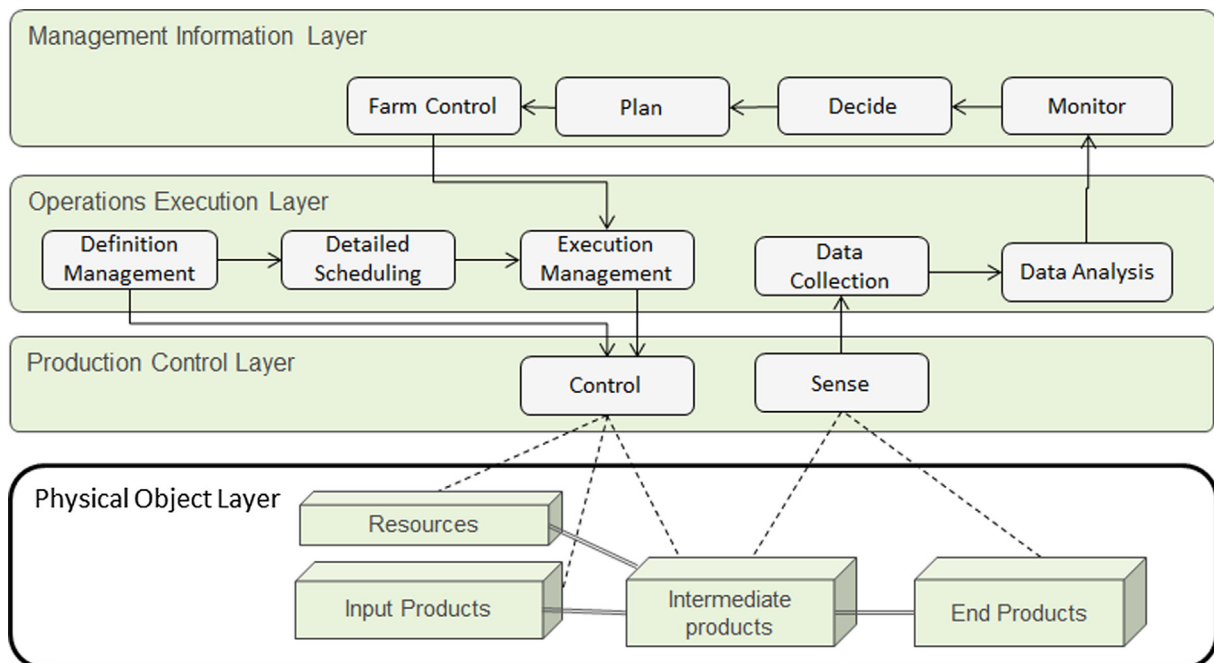 Management Information Layer
Farm Control
Plan
Decide
Monitor
Operations Execution Layer
Definition
Management
Detailed
Scheduling
Execution
Management
Data
Collection
Data Analysis
Production Control Layer
Control
Sense
Physical Object Layer
Resources
Input Products
Intermediate
products
End Products